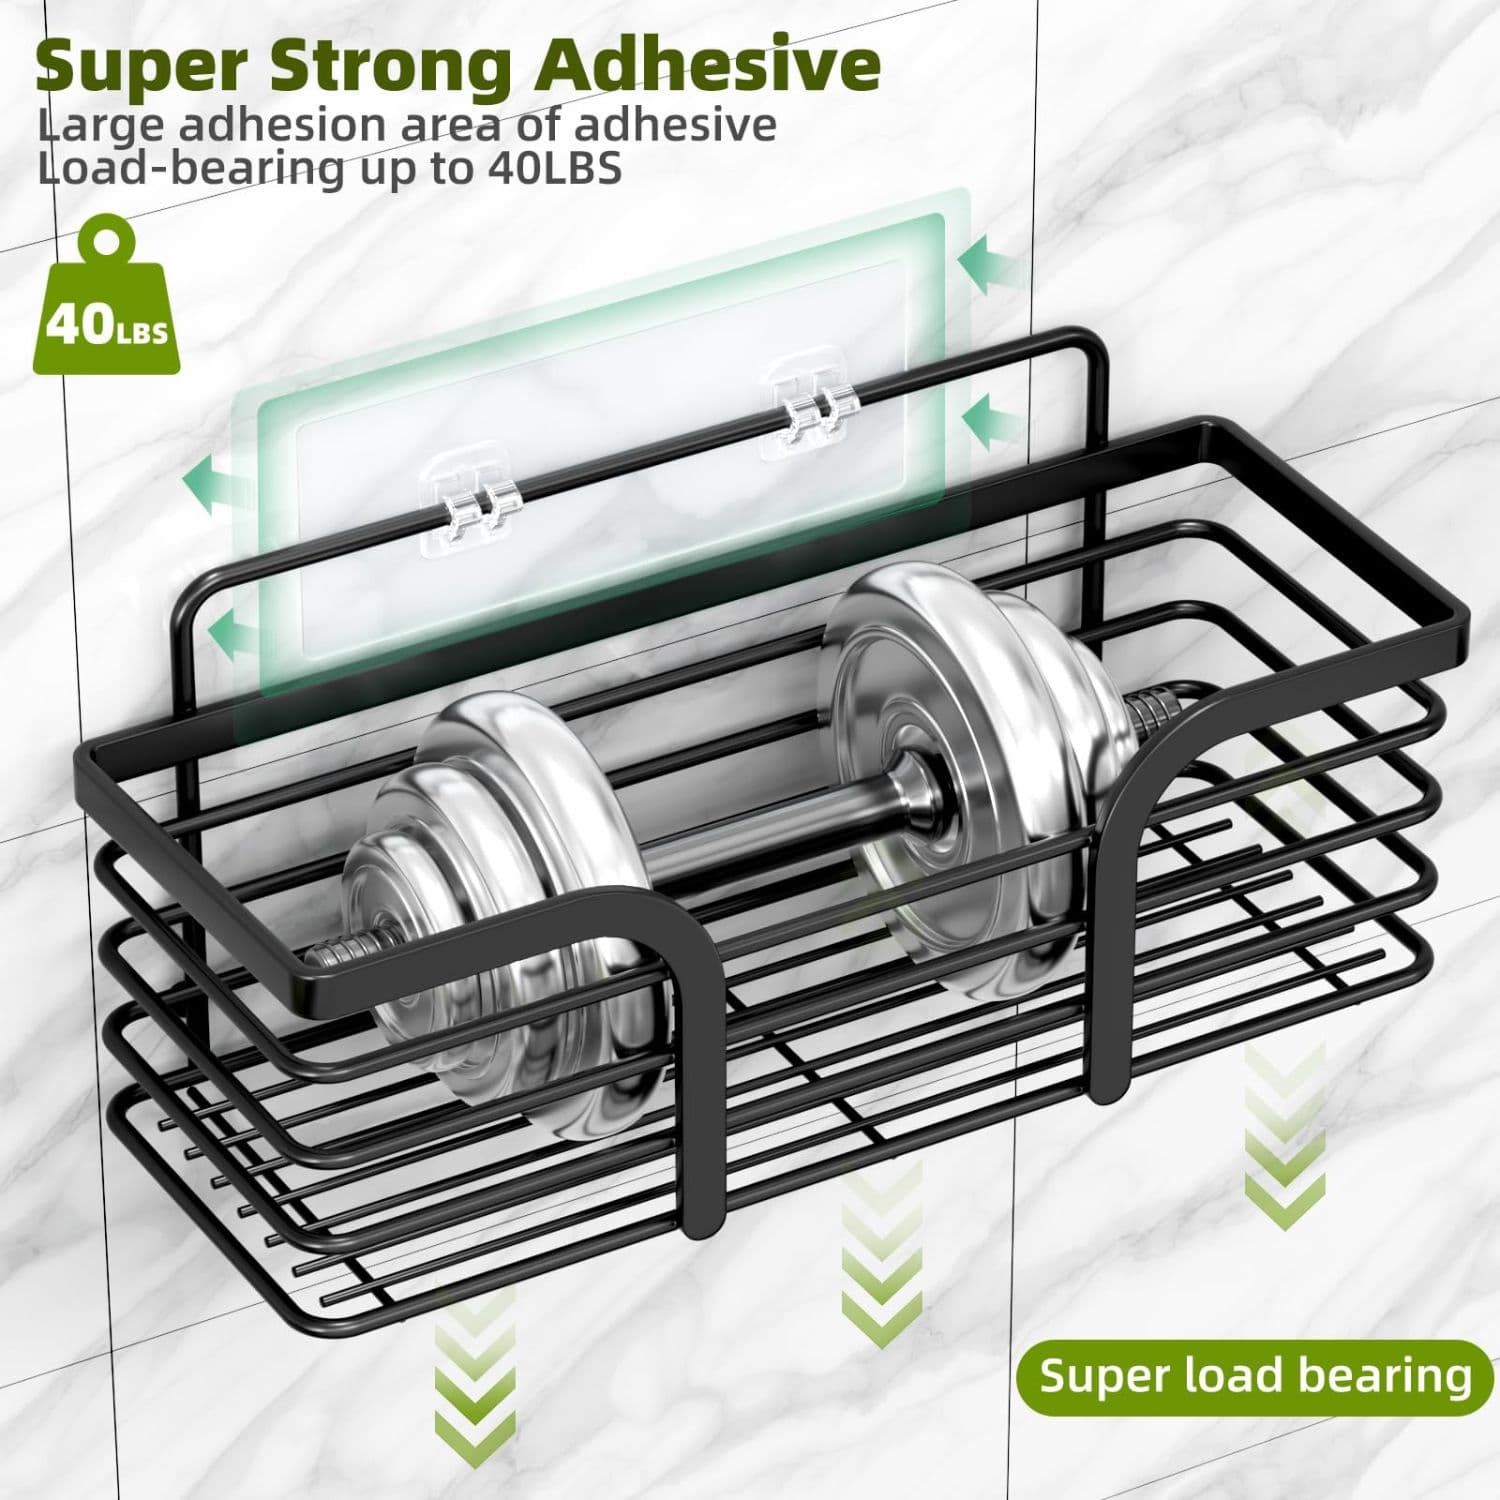 Super Strong Adhesive
Large adhesion area of adhesive
Load-bearing up to 40LBS
40LBS
Super load bearing